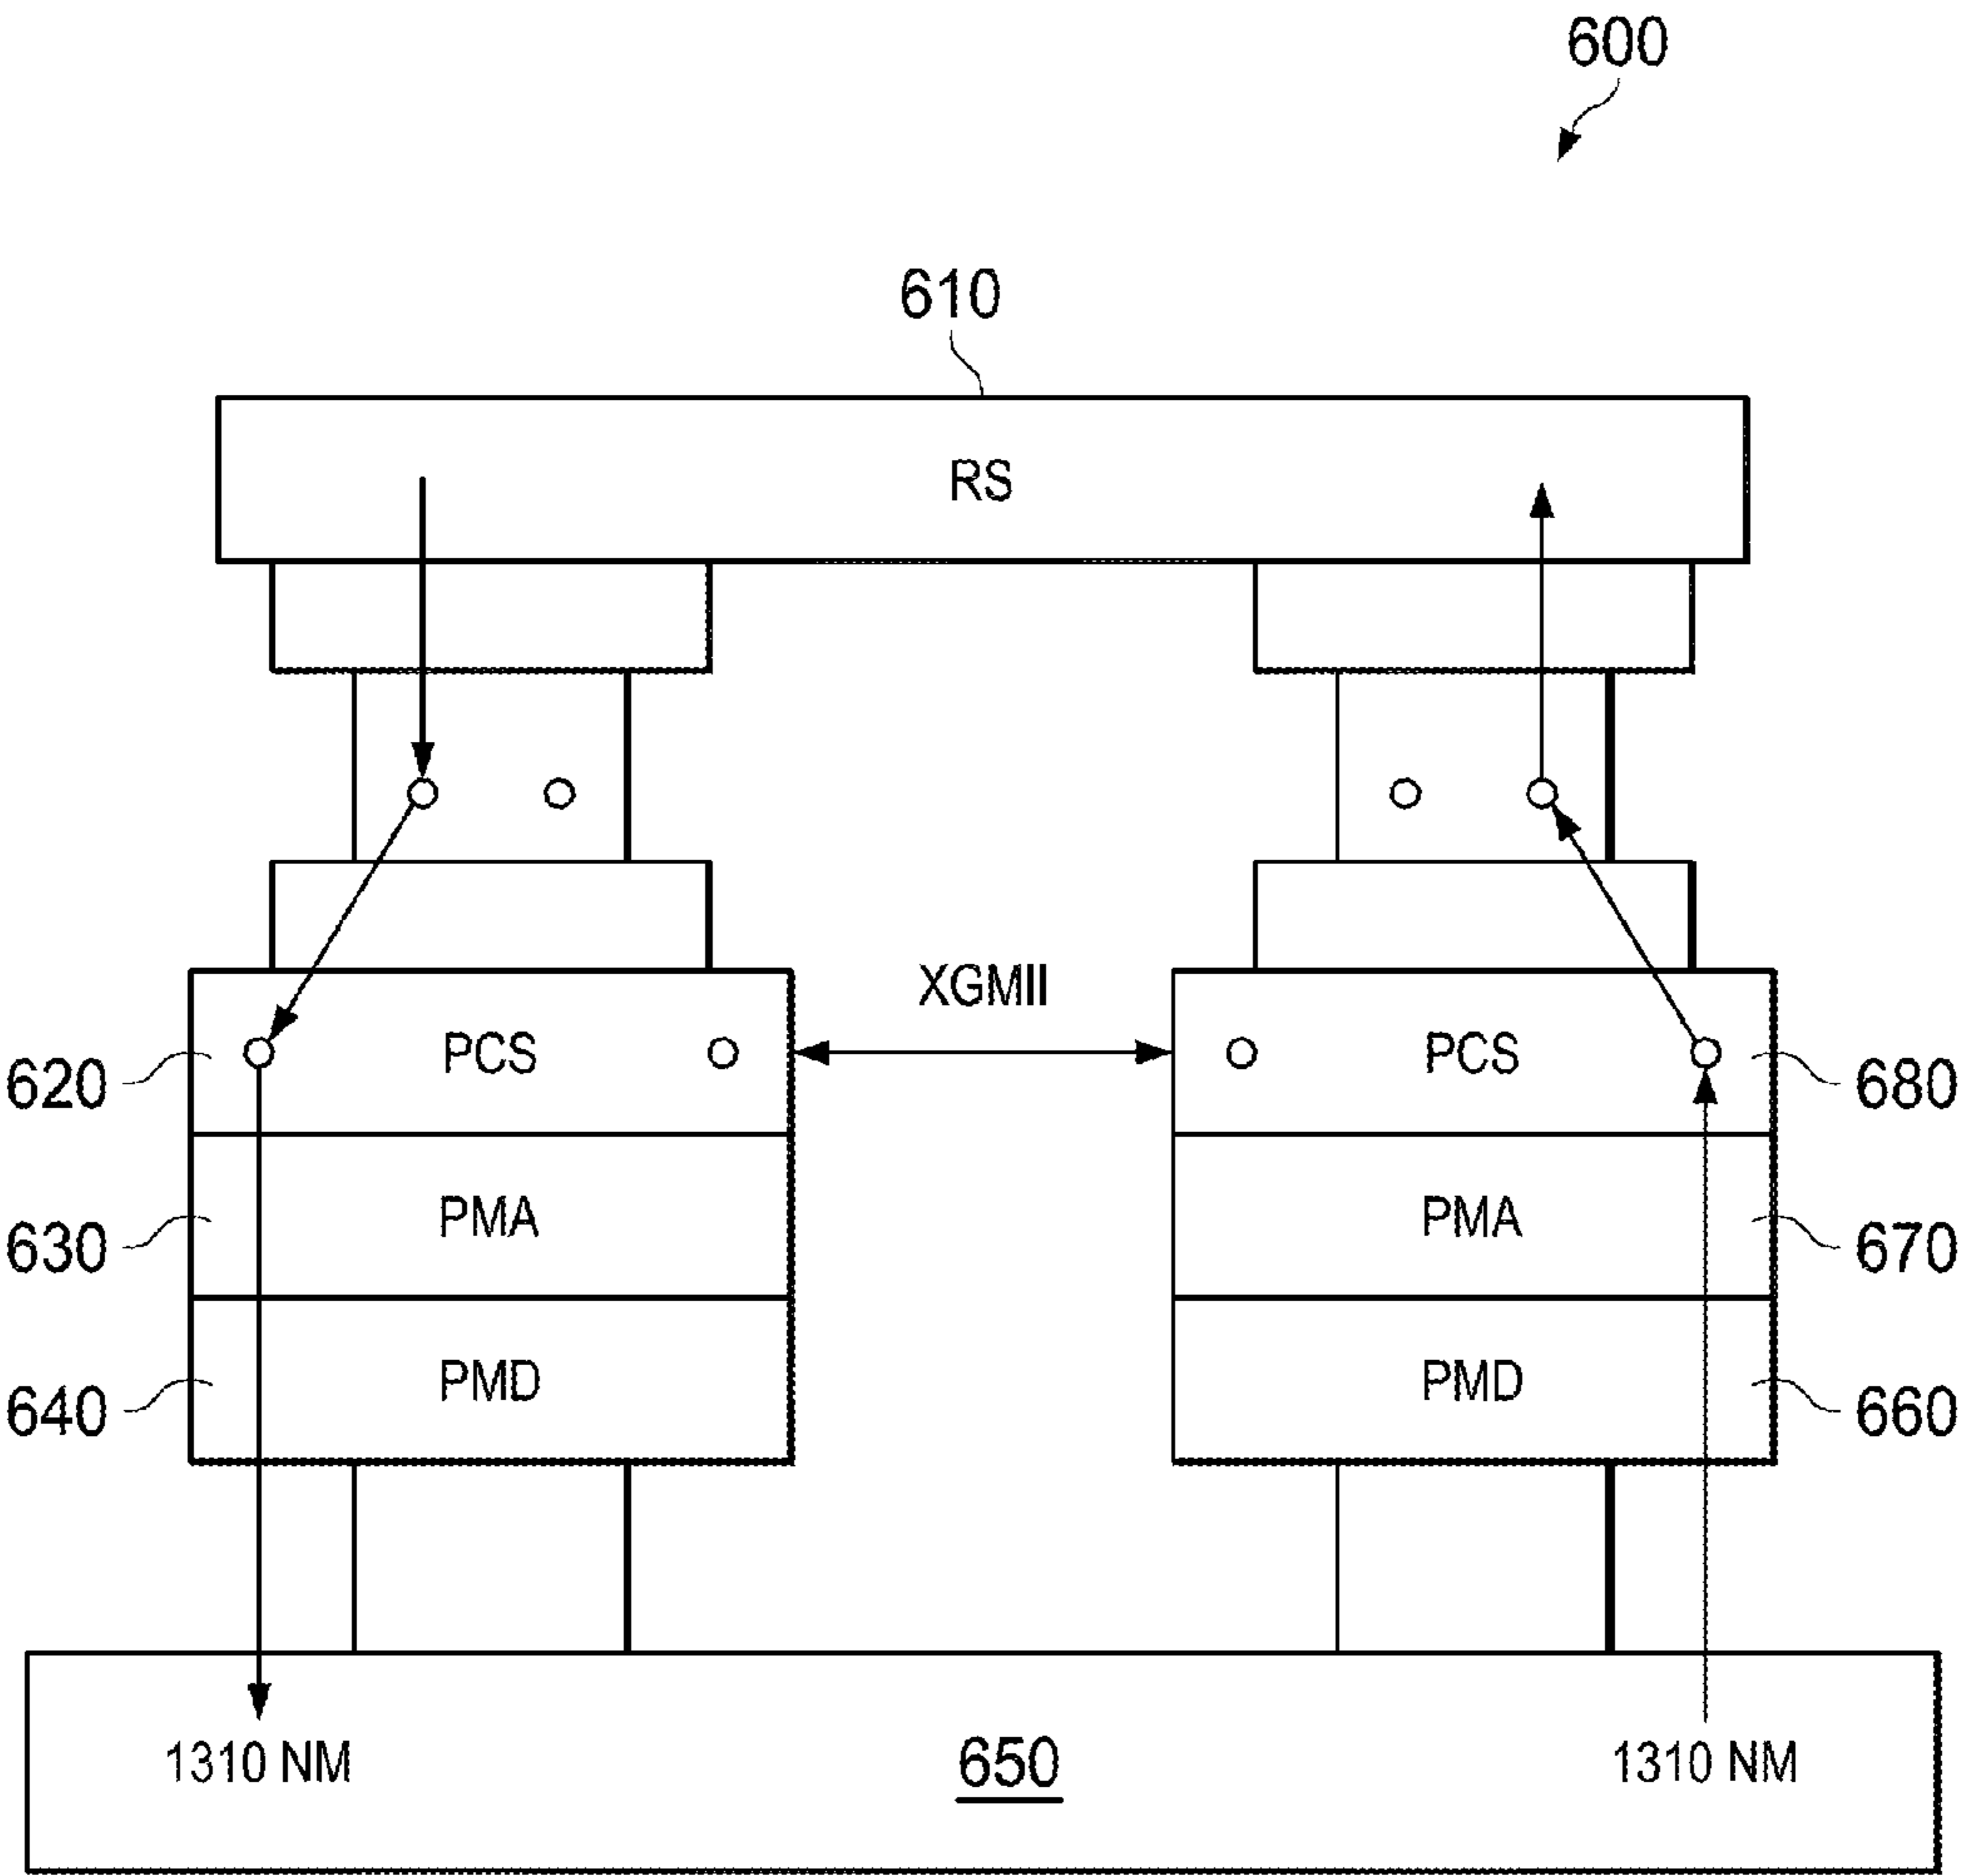 600
610
RS
XGMII
620 PCS PCS 680
630 PMA PMA 670
640 PMD PMD 660
1310 NM 650 1310 NM